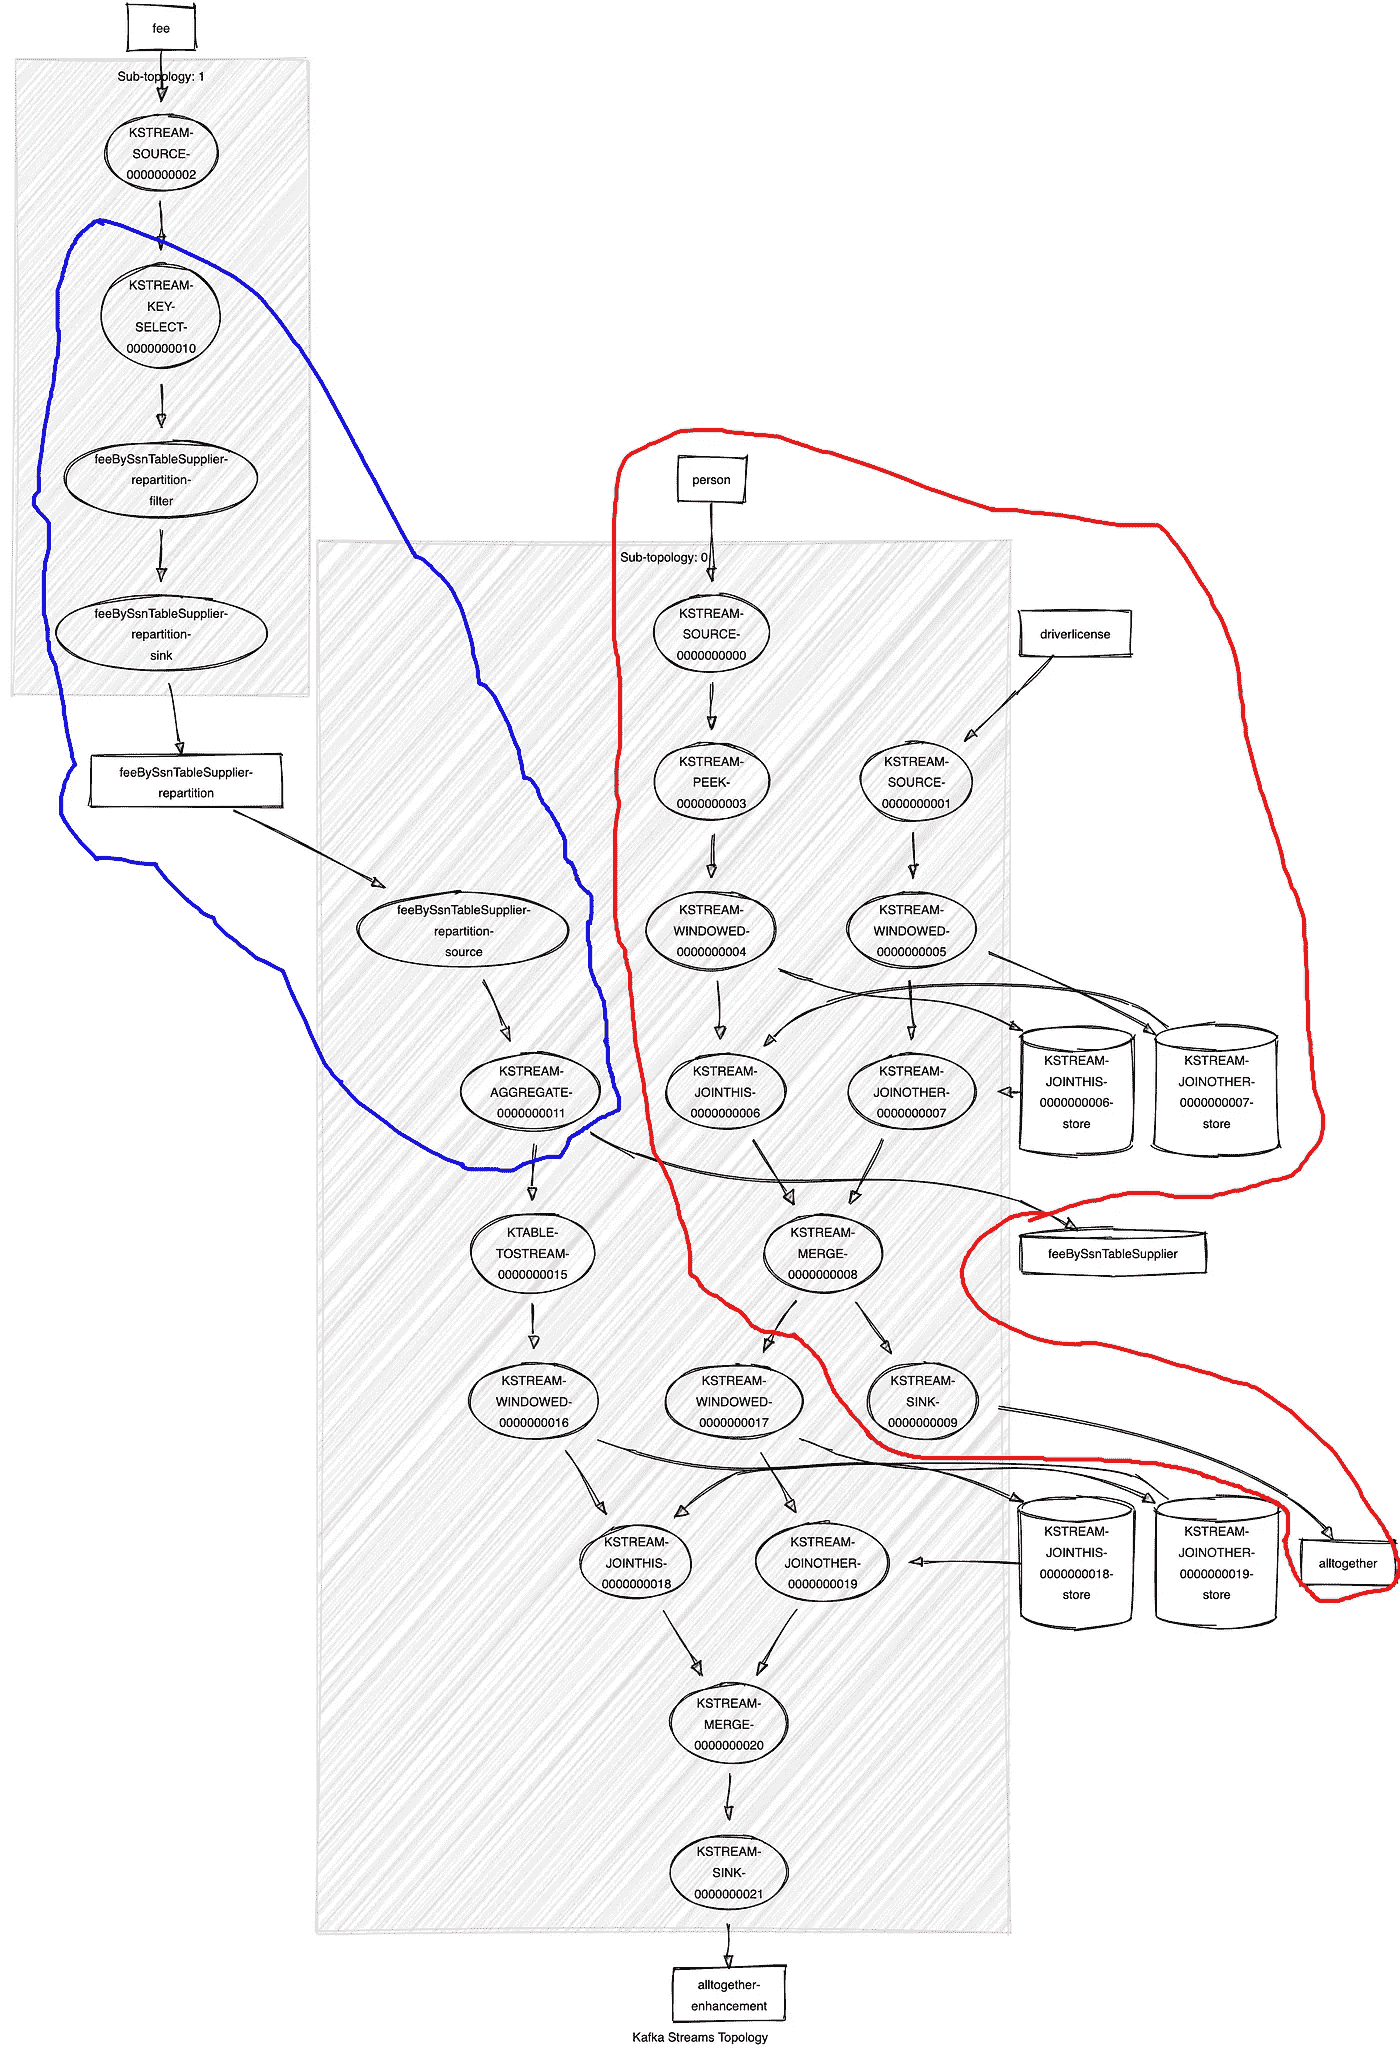 fee
Sub-topology: 1
KSTREAM-
SOURCE-
0000000002
KSTREAM-
KEY-
SELECT-
0000000010
feeBySsnTableSupplier-
repartition-
filter
feeBySsnTableSupplier-
repartition-
sink
feeBySsnTableSupplier-
repartition
person
Sub-topology: 0
KSTREAM-
SOURCE-
0000000000
driverlicense
KSTREAM-
PEEK-
0000000003
KSTREAM-
SOURCE-
0000000001
feeBySsnTableSupplier-
repartition-
source
KSTREAM-
WINDOWED-
0000000004
KSTREAM-
WINDOWED-
0000000005
KSTREAM-
AGGREGATE-
0000000011
KSTREAM-
JOINTHIS-
0000000006
KSTREAM-
JOINOTHER-
0000000007
KSTREAM-
JOINTHIS-
0000000006-
store
KSTREAM-
JOINOTHER-
0000000007-
store
KTABLE-
TOSTREAM-
0000000015
KSTREAM-
MERGE-
0000000008
feeBySsnTableSupplier
KSTREAM-
WINDOWED-
0000000016
KSTREAM-
WINDOWED-
0000000017
KSTREAM-
SINK-
0000000009
KSTREAM-
JOINTHIS-
0000000018
KSTREAM-
JOINOTHER-
0000000019
KSTREAM-
JOINTHIS-
0000000018-
store
KSTREAM-
JOINOTHER-
0000000019-
store
alltogether
KSTREAM-
MERGE-
0000000020
KSTREAM-
SINK-
0000000021
alltogether-
enhancement
Kafka Streams Topology